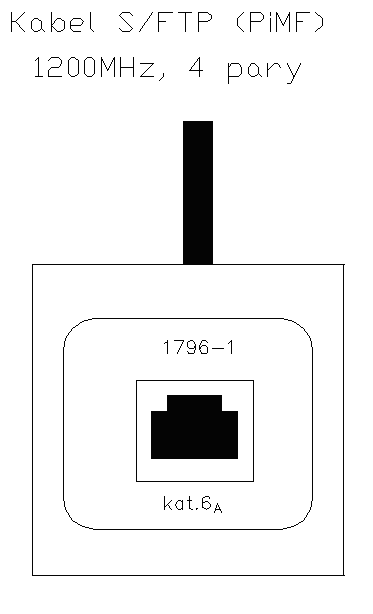 Kabel S/FTP (PiMF)
1200MHz, 4 pary
1796-1
kat.6A